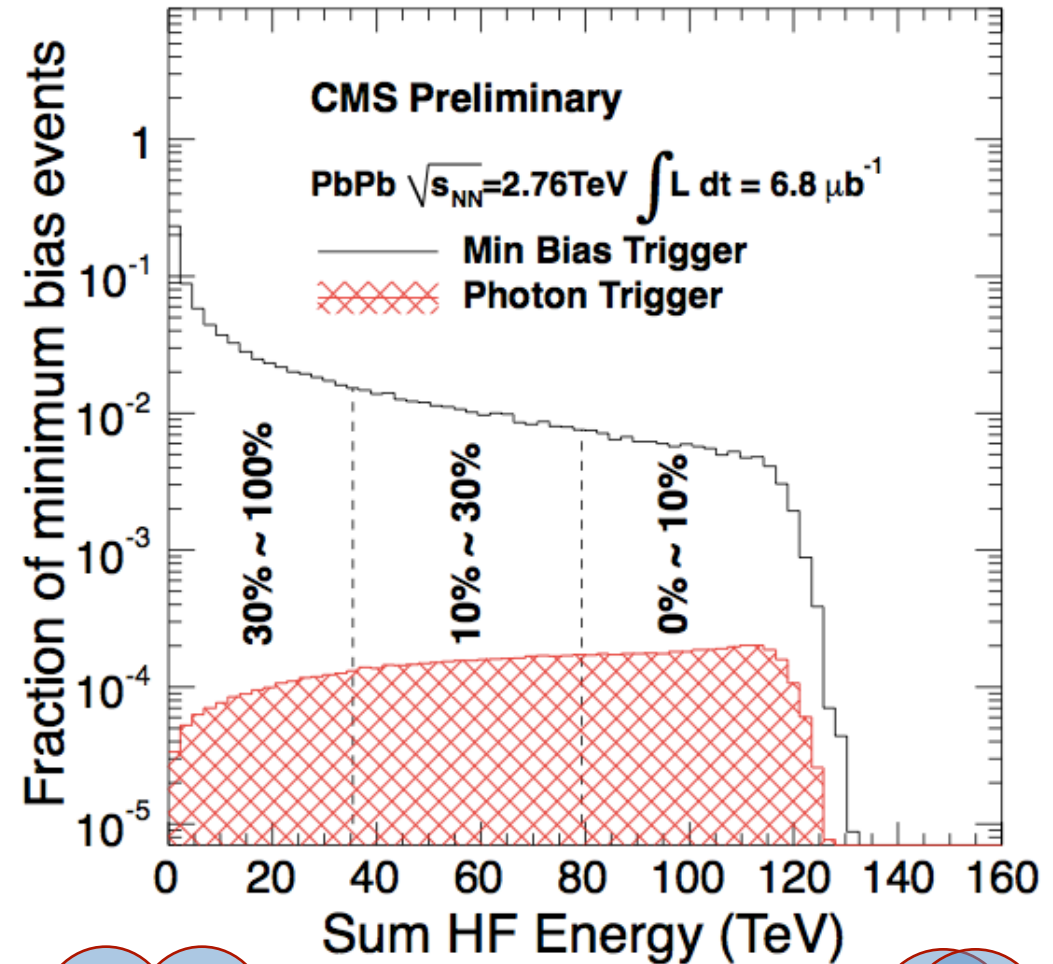 Fraction of minimum bias events
1
10^-1
10^-2
10^-3
10^-4
10^-5
CMS Preliminary
PbPb √s_NN=2.76TeV ∫L dt = 6.8 μb^-1
Min Bias Trigger
Photon Trigger
30% ~ 100%
10% ~ 30%
0% ~ 10%
0 20 40 60 80 100 120 140 160
Sum HF Energy (TeV)